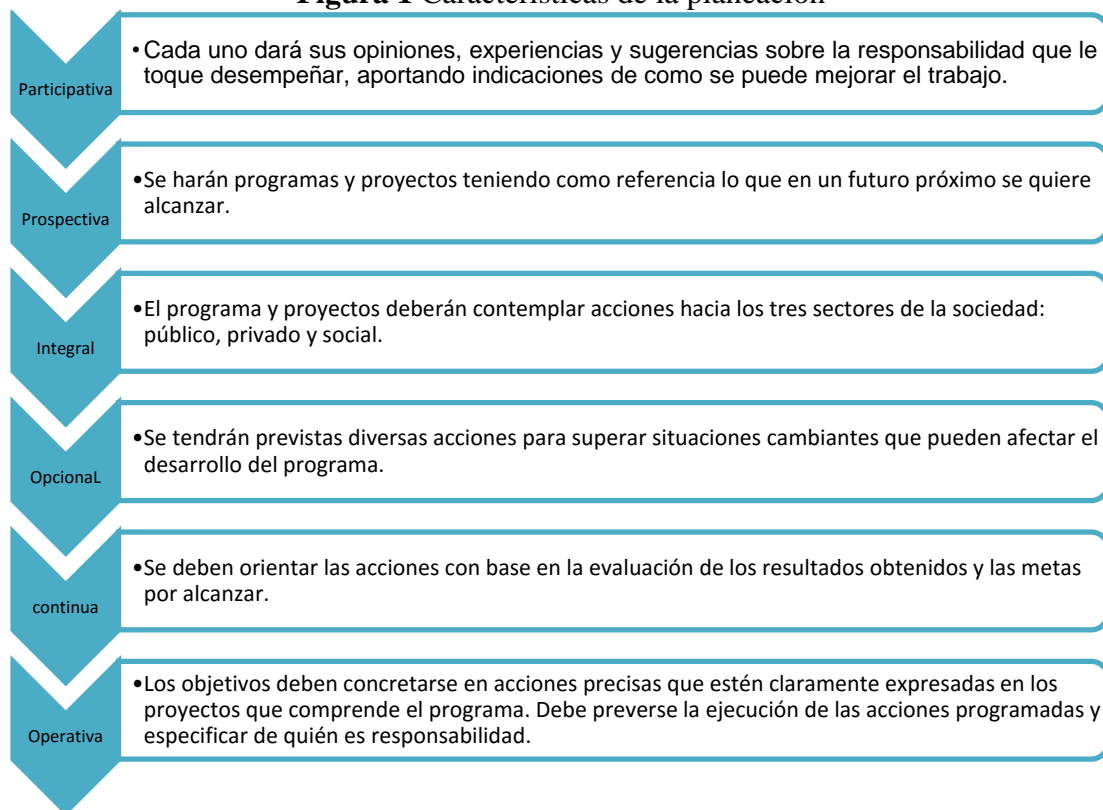 Figura 1 Características de la planeación
• Cada uno dará sus opiniones, experiencias y sugerencias sobre la responsabilidad que le
toque desempeñar, aportando indicaciones de como se puede mejorar el trabajo.
Participativa
•Se harán programas y proyectos teniendo como referencia lo que en un futuro próximo se quiere
alcanzar.
Prospectiva
•El programa y proyectos deberán contemplar acciones hacia los tres sectores de la sociedad:
público, privado y social.
Integral
•Se tendrán previstas diversas acciones para superar situaciones cambiantes que pueden afectar el
desarrollo del programa.
OpcionaL
•Se deben orientar las acciones con base en la evaluación de los resultados obtenidos y las metas
por alcanzar.
continua
•Los objetivos deben concretarse en acciones precisas que estén claramente expresadas en los
proyectos que comprende el programa. Debe preverse la ejecución de las acciones programadas y
especificar de quién es responsabilidad.
Operativa